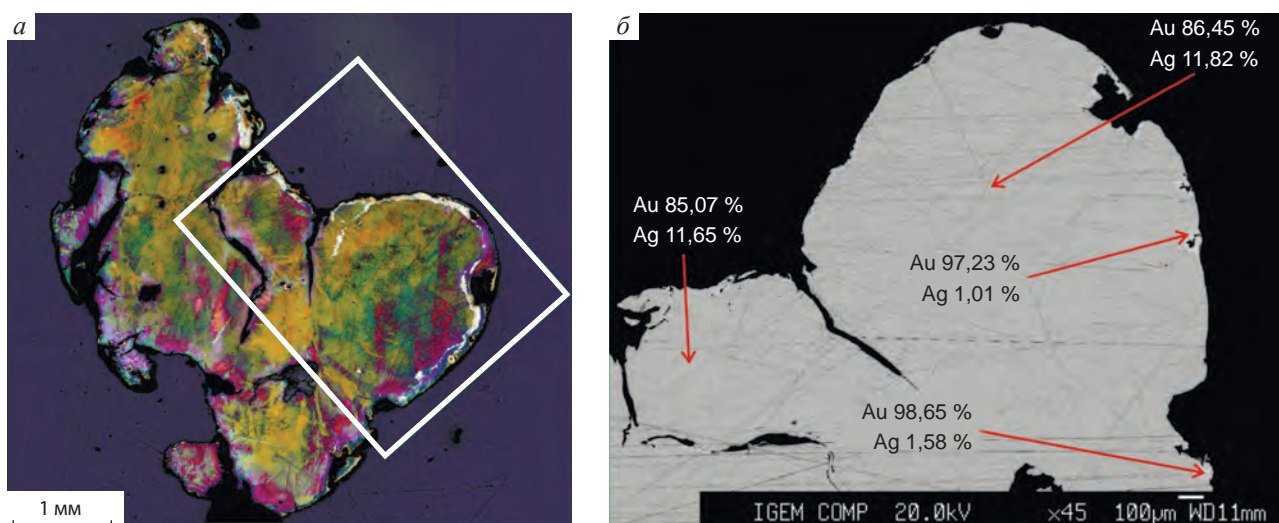 а
1 мм
б
Au 86,45 %
Ag 11,82 %
Au 85,07 %
Ag 11,65 %
Au 97,23 %
Ag 1,01 %
Au 98,65 %
Ag 1,58 %
IGEM COMP 20.0kV x45 100µm WD11mm